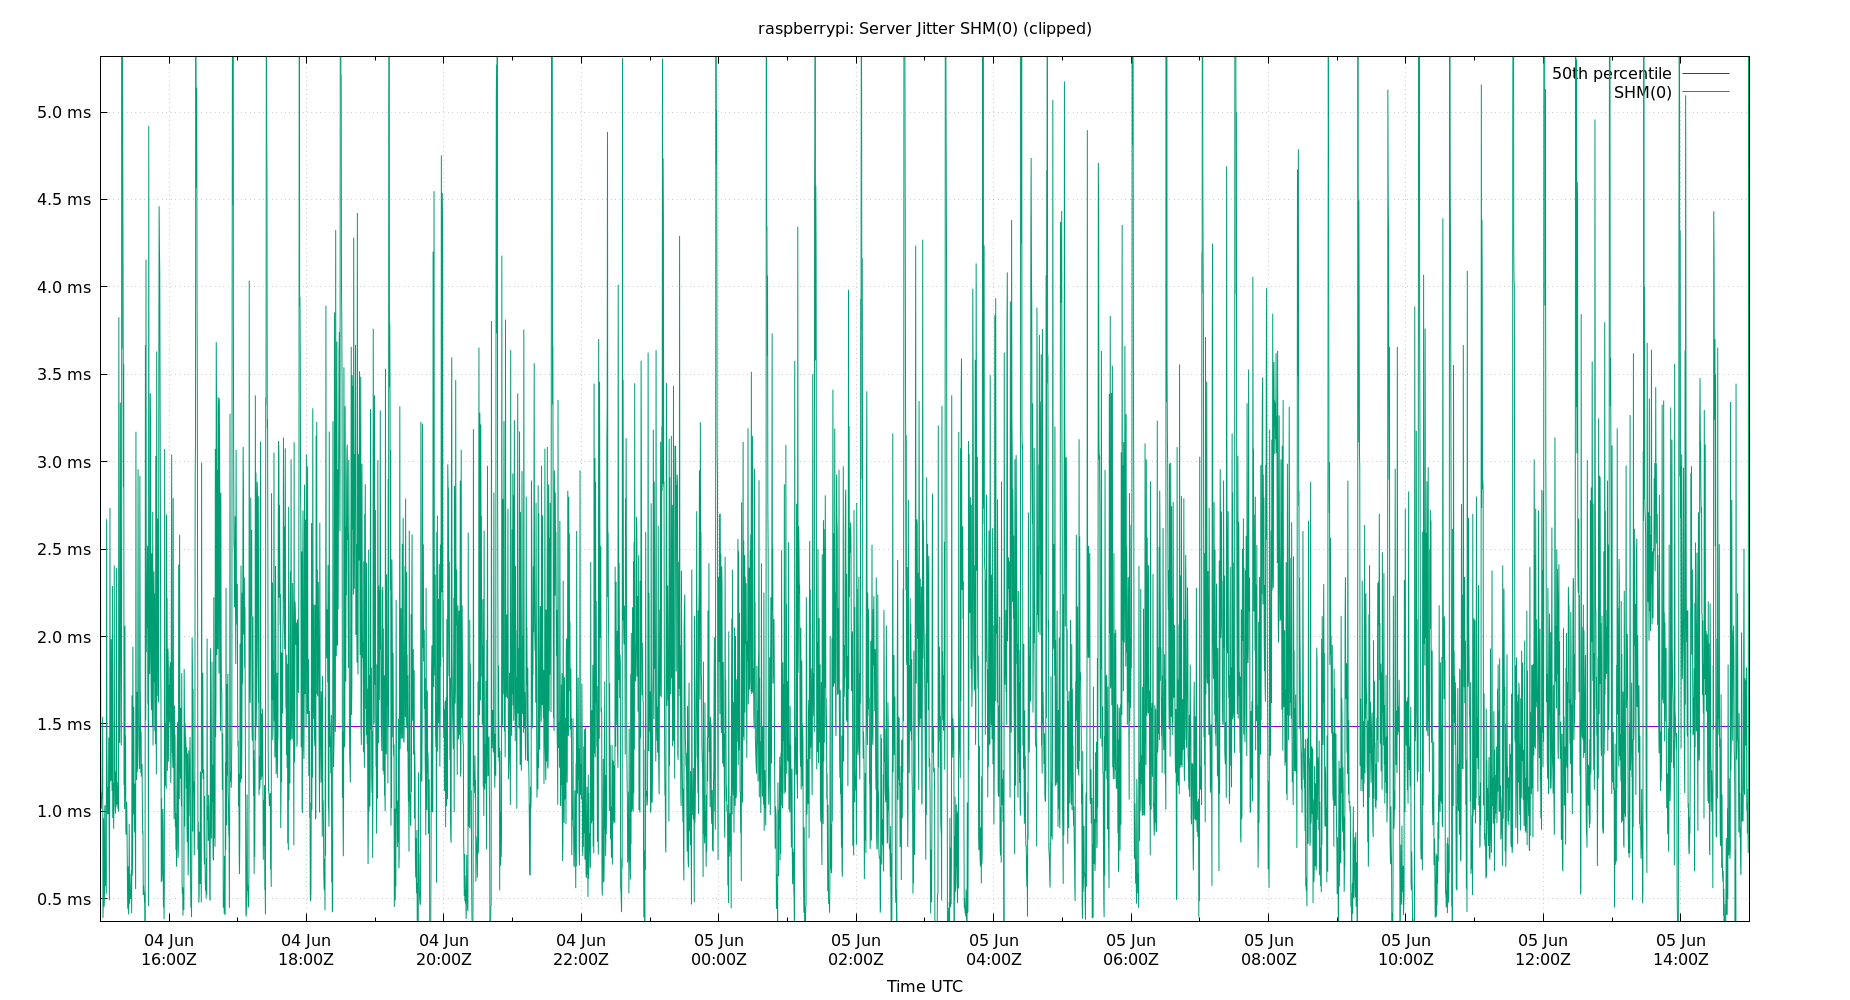 raspberrypi: Server Jitter SHM(0) (clipped)
50th percentile
SHM(0)
5.0 ms
4.5 ms
4.0 ms
3.5 ms
3.0 ms
2.5 ms
2.0 ms
1.5 ms
1.0 ms
0.5 ms
04 Jun 04 Jun 04 Jun 04 Jun 05 Jun 05 Jun 05 Jun 05 Jun 05 Jun 05 Jun 05 Jun 05 Jun
16:00Z 18:00Z 20:00Z 22:00Z 00:00Z 02:00Z 04:00Z 06:00Z 08:00Z 10:00Z 12:00Z 14:00Z
Time UTC